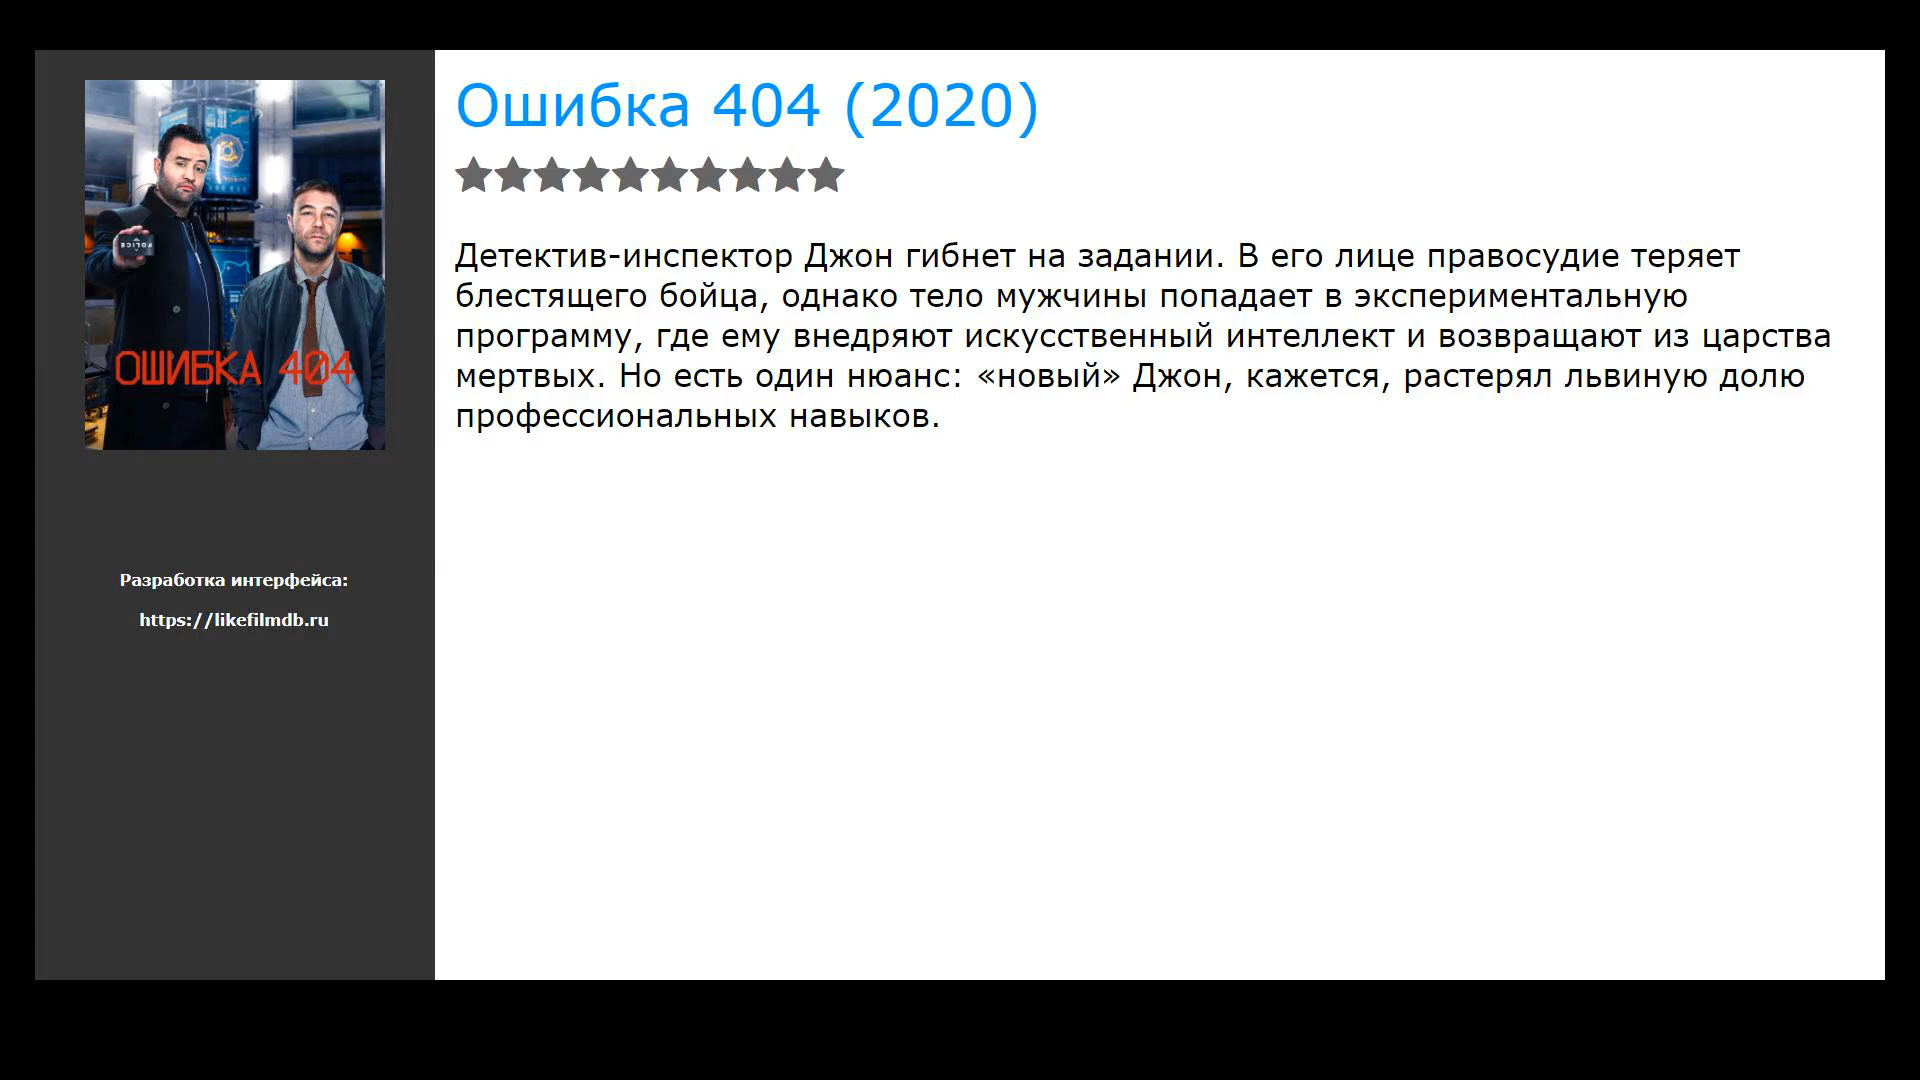 Ошибка 404 (2020)
Детектив-инспектор Джон гибнет на задании. В его лице правосудие теряет
блестящего бойца, однако тело мужчины попадает в экспериментальную
программу, где ему внедряют искусственный интеллект и возвращают из царства
мертвых. Но есть один нюанс: «новый» Джон, кажется, растерял львиную долю
профессиональных навыков.
POLICE
ОШИБКА 404
Разработка интерфейса:
https://likefilmdb.ru